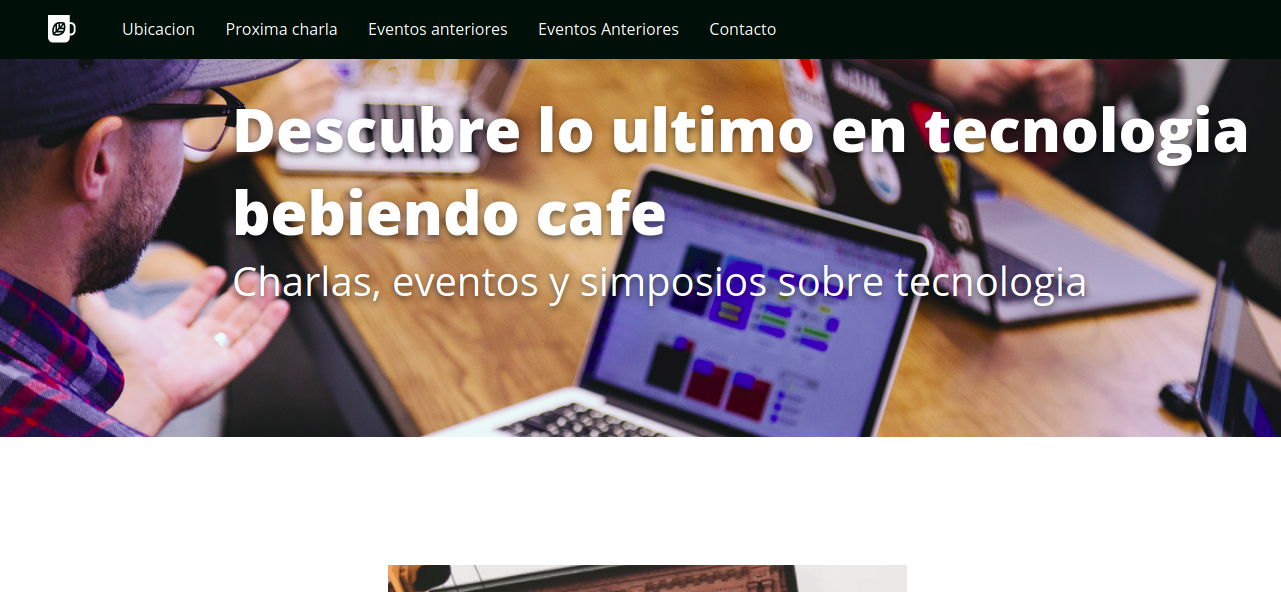 Ubicacion Proxima charla Eventos anteriores Eventos Anteriores Contacto
Descubre lo ultimo en tecnologia
bebiendo cafe
Charlas, eventos y simposios sobre tecnologia